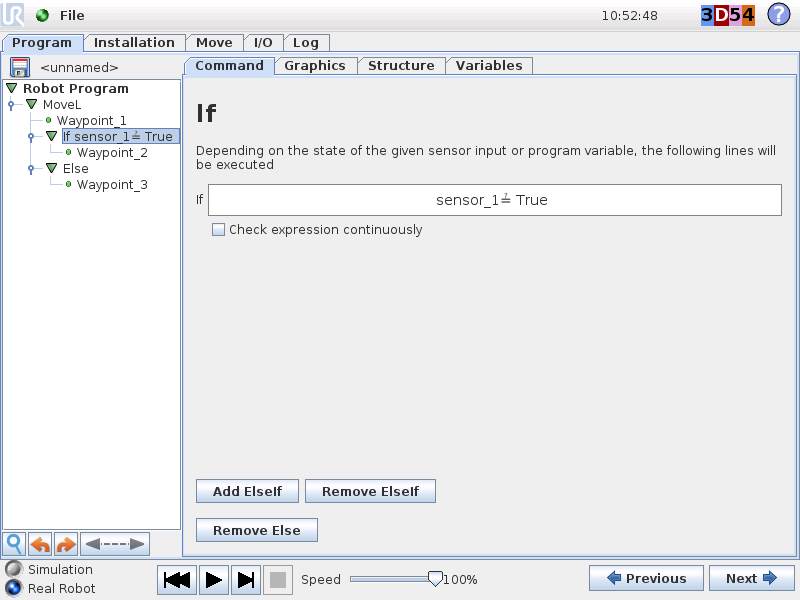 UR File 10:52:48 3D54 ?
Program Installation Move I/O Log
<unnamed>
Command Graphics Structure Variables
Robot Program
MoveL
Waypoint_1
If sensor_1≟ True
Waypoint_2
Else
Waypoint_3
If
Depending on the state of the given sensor input or program variable, the following lines will
be executed
If sensor_1≟ True
Check expression continuously
Add ElseIf Remove ElseIf
Remove Else
Simulation
Real Robot
Speed 100%
Previous Next